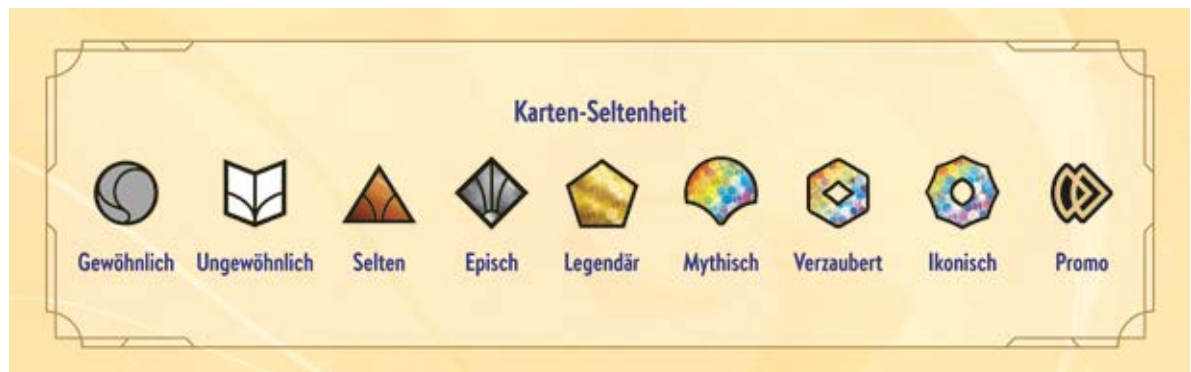 Karten-Seltenheit
Gewöhnlich Ungewöhnlich Selten Episch Legendär Mythisch Verzaubert Ikonisch Promo